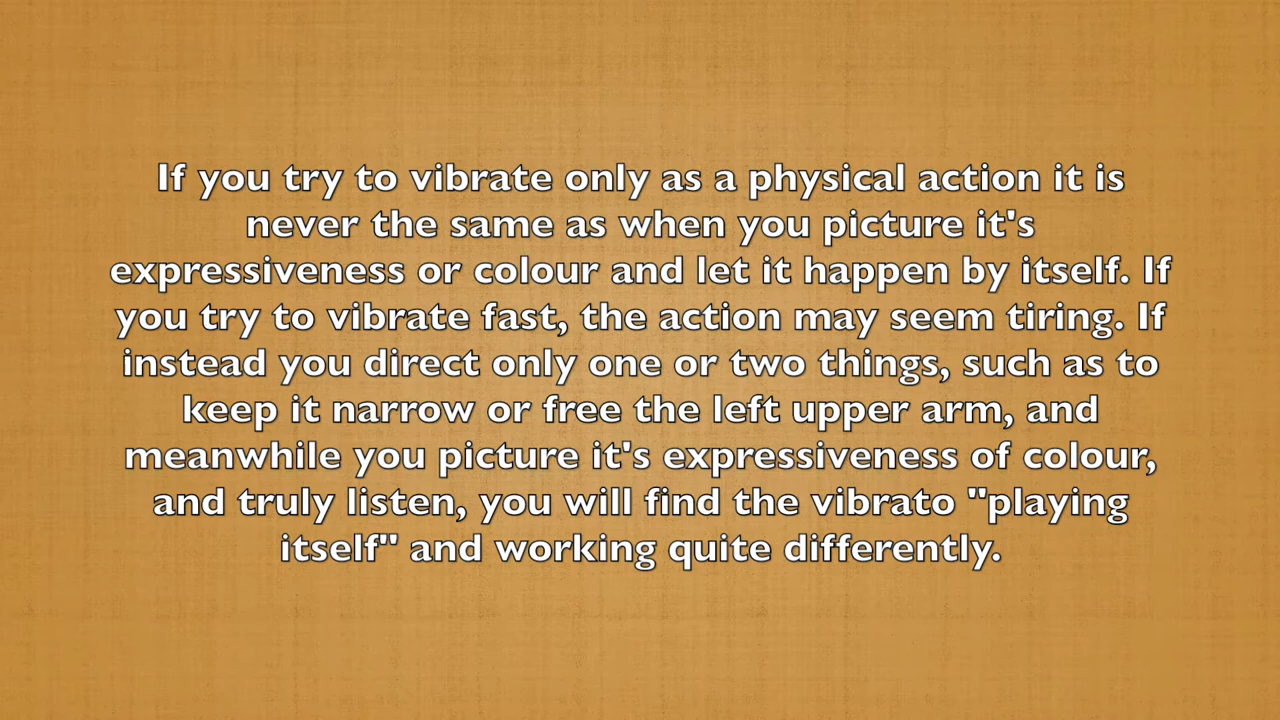 If you try to vibrate only as a physical action it is
never the same as when you picture it's
expressiveness or colour and let it happen by itself. If
you try to vibrate fast, the action may seem tiring. If
instead you direct only one or two things, such as to
keep it narrow or free the left upper arm, and
meanwhile you picture it's expressiveness of colour,
and truly listen, you will find the vibrato "playing
itself" and working quite differently.